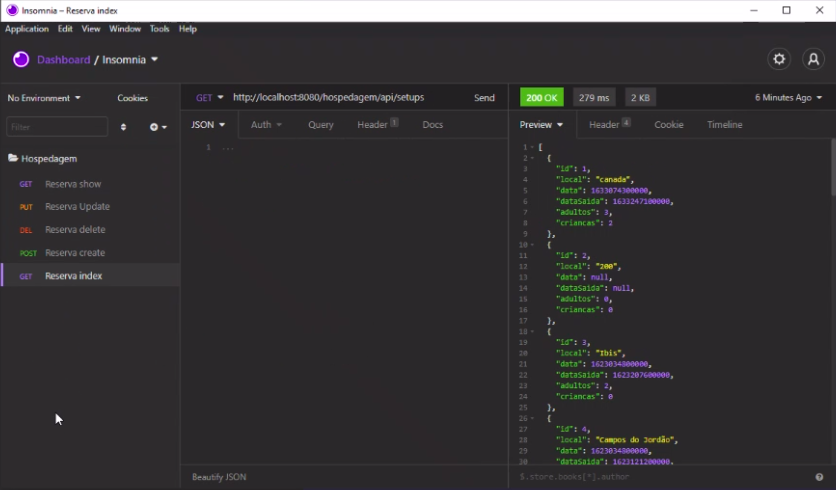 Insomnia – Reserva index
Application Edit View Window Tools Help
Dashboard / Insomnia
No Environment Cookies
GET http://localhost:8080/hospedagem/api/setups Send
200 OK 279 ms 2 KB 6 Minutes Ago
Filter
JSON Auth Query Header 1 Docs
Preview Header 4 Cookie Timeline
Hospedagem
GET Reserva show
PUT Reserva Update
DEL Reserva delete
POST Reserva create
GET Reserva index
1 ...
1 [
2 {
3 "id": 1,
4 "local": "canada",
5 "data": 1633074300000,
6 "dataSaida": 1633247100000,
7 "adultos": 3,
8 "criancas": 2
9 },
10 {
11 "id": 2,
12 "local": "200",
13 "data": null,
14 "dataSaida": null,
15 "adultos": 0,
16 "criancas": 0
17 },
18 {
19 "id": 3,
20 "local": "Ibis",
21 "data": 1623034800000,
22 "dataSaida": 1623207600000,
23 "adultos": 2,
24 "criancas": 0
25 },
26 {
27 "id": 4,
28 "local": "Campos do Jordão",
29 "data": 1623034800000,
30 "dataSaida": 1623121200000,
Beautify JSON
$.store.books[*].author